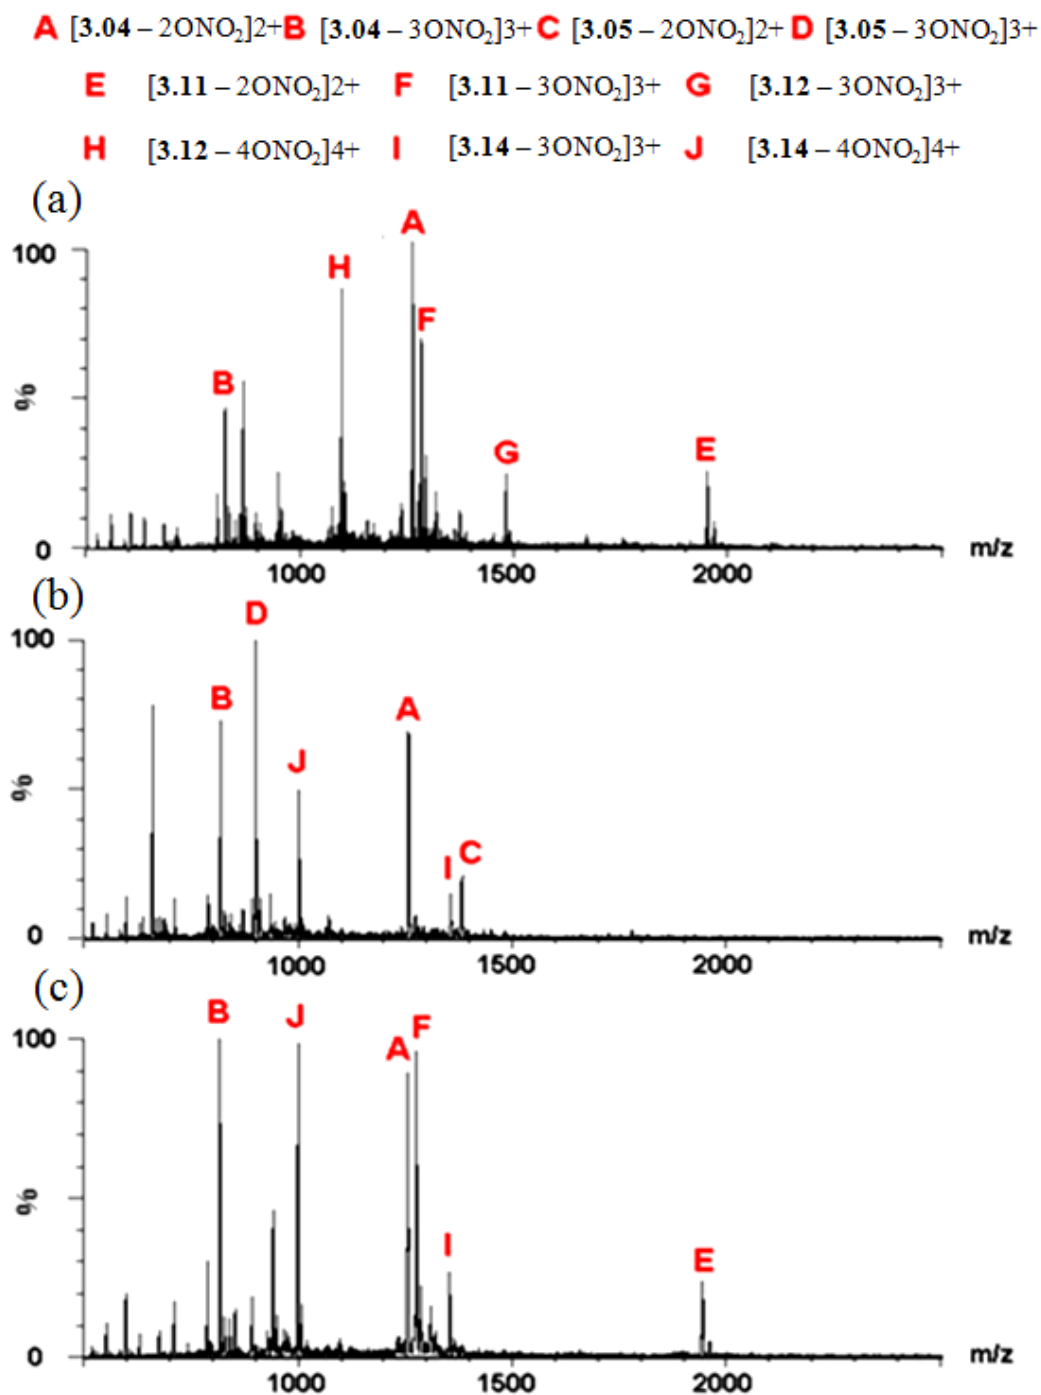 A [3.04 – 2ONO₂]2+ B [3.04 – 3ONO₂]3+ C [3.05 – 2ONO₂]2+ D [3.05 – 3ONO₂]3+
E [3.11 – 2ONO₂]2+ F [3.11 – 3ONO₂]3+ G [3.12 – 3ONO₂]3+
H [3.12 – 4ONO₂]4+ I [3.14 – 3ONO₂]3+ J [3.14 – 4ONO₂]4+
(a)
A
100
H
F
B
%
G
E
0
m/z
1000 1500 2000
(b)
D
100
B
A
J
%
I C
0
m/z
1000 1500 2000
(c)
B J F
100
A
%
I
E
0
m/z
1000 1500 2000